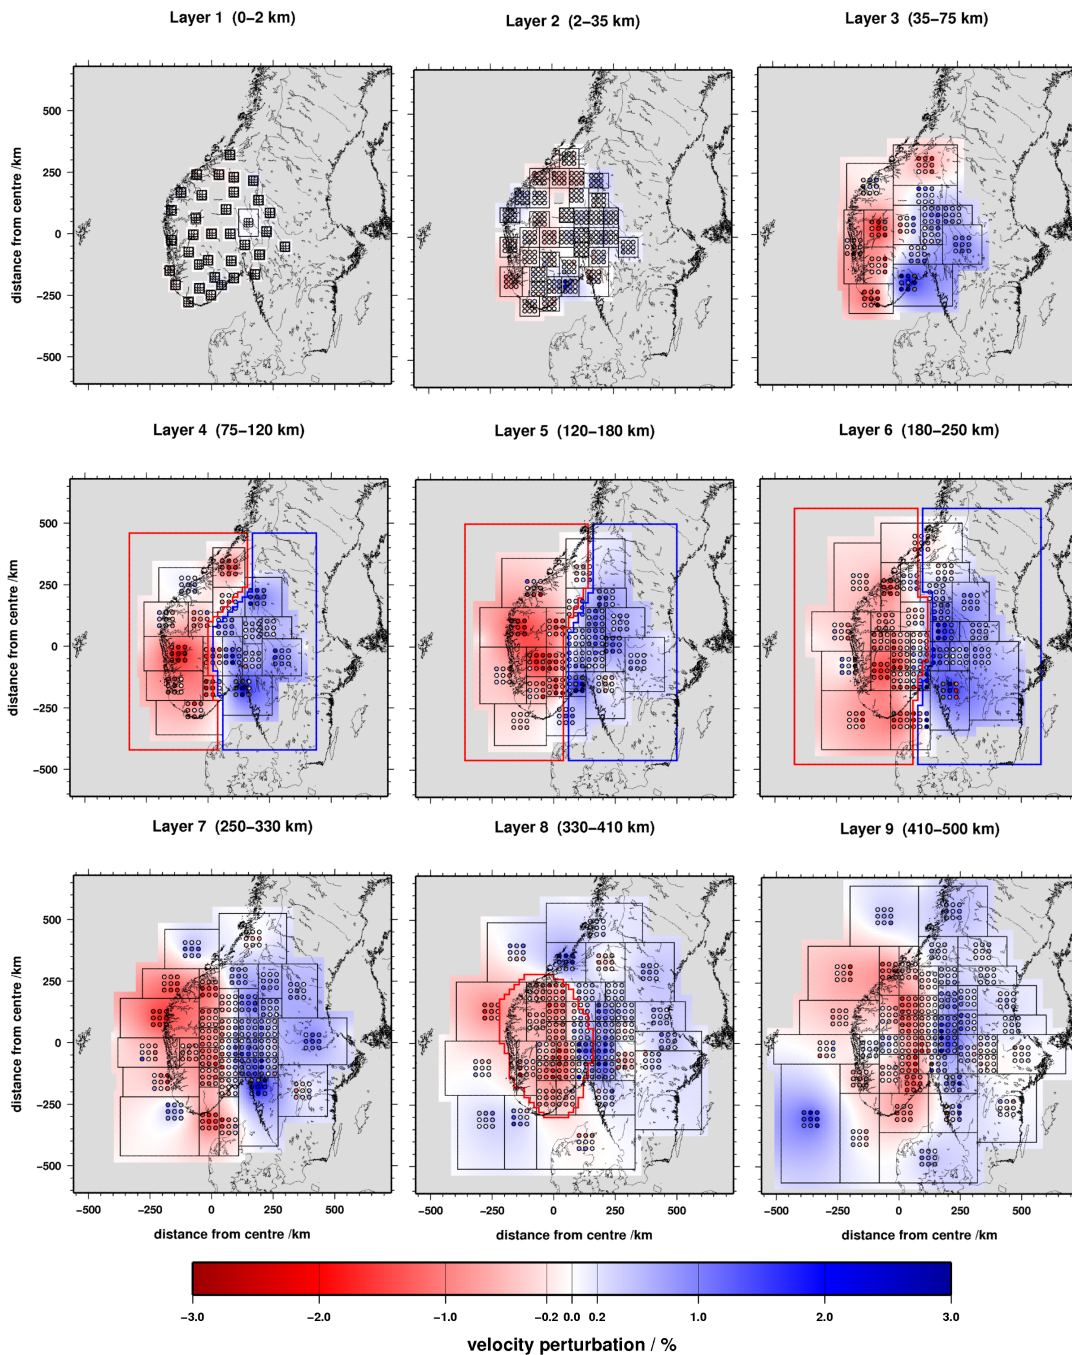 Layer 1 (0−2 km)
Layer 2 (2−35 km)
Layer 3 (35−75 km)
distance from centre /km
500
250
0
−250
−500
Layer 4 (75−120 km)
Layer 5 (120−180 km)
Layer 6 (180−250 km)
distance from centre /km
500
250
0
−250
−500
Layer 7 (250−330 km)
Layer 8 (330−410 km)
Layer 9 (410−500 km)
distance from centre /km
500
250
0
−250
−500
−500 −250 0 250 500
−500 −250 0 250 500
−500 −250 0 250 500
distance from centre /km
distance from centre /km
distance from centre /km
−3.0 −2.0 −1.0 −0.2 0.0 0.2 1.0 2.0 3.0
velocity perturbation / %